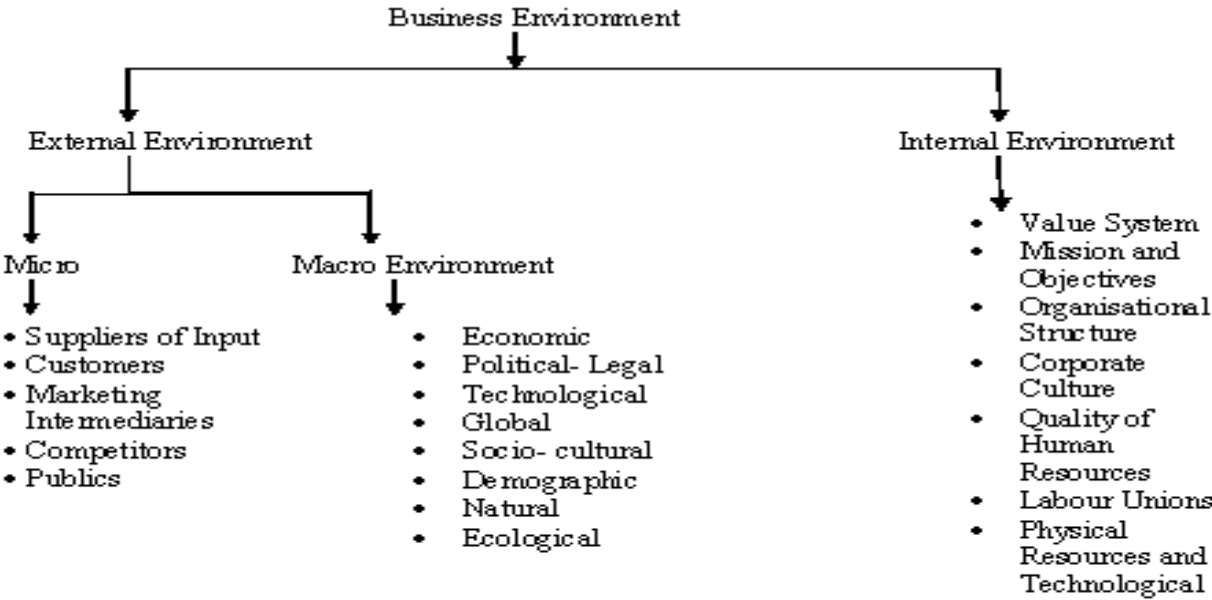 Business Environment
External Environment
Internal Environment
Micro
Macro Environment
• Suppliers of Input
• Customers
• Marketing
Intermediaries
• Competitors
• Publics
• Economic
• Political- Legal
• Technological
• Global
• Socio- cultural
• Demographic
• Natural
• Ecological
• Value System
• Mission and
Objectives
• Organisational
Structure
• Corporate
Culture
• Quality of
Human
Resources
• Labour Unions
• Physical
Resources and
Technological